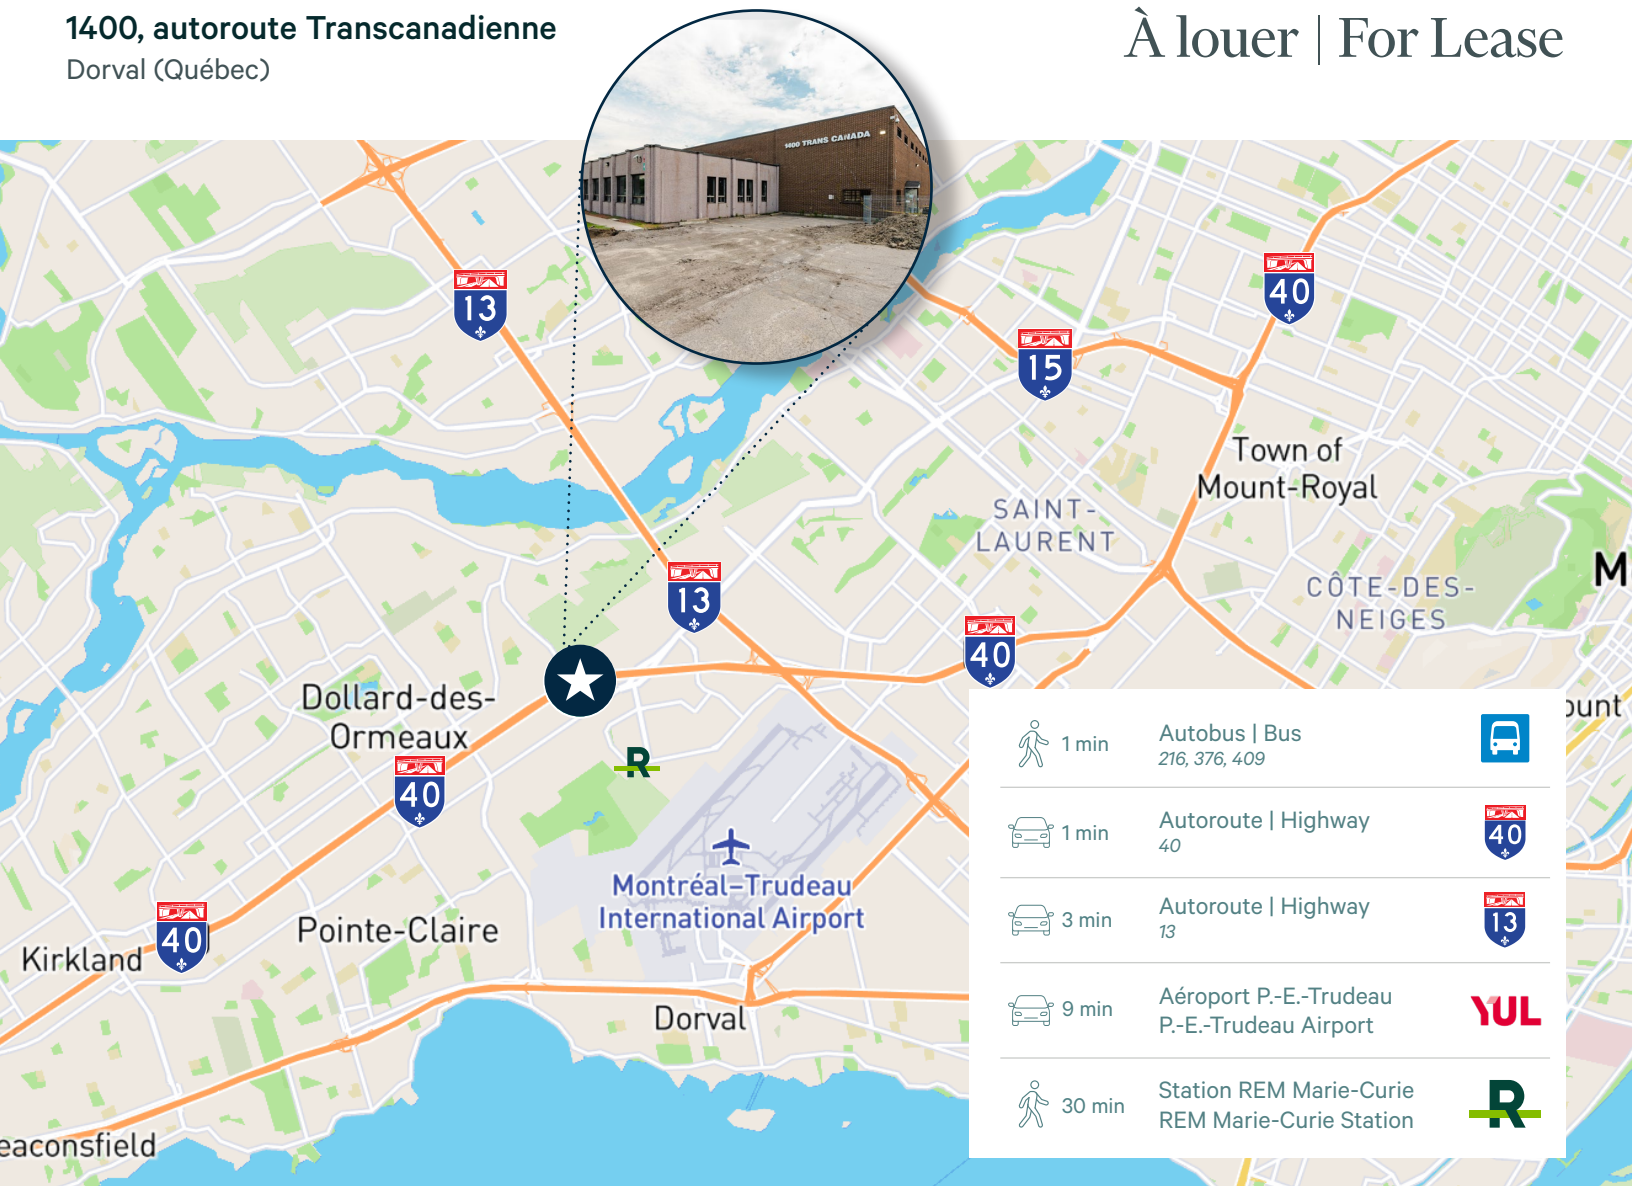 1400, autoroute Transcanadienne
Dorval (Québec)
À louer | For Lease
1400 TRANS CANADA
13
40
15
Town of
Mount-Royal
SAINT-
LAURENT
CÔTE-DES-
NEIGES
M
13
40
Dollard-des-
Ormeaux
R
40
ount
Montréal–Trudeau
International Airport
Pointe-Claire
40
Kirkland
Dorval
eaconsfield
1 min
Autobus | Bus
216, 376, 409
1 min
Autoroute | Highway
40
40
3 min
Autoroute | Highway
13
13
9 min
Aéroport P.-E.-Trudeau
P.-E.-Trudeau Airport
YUL
30 min
Station REM Marie-Curie
REM Marie-Curie Station
R